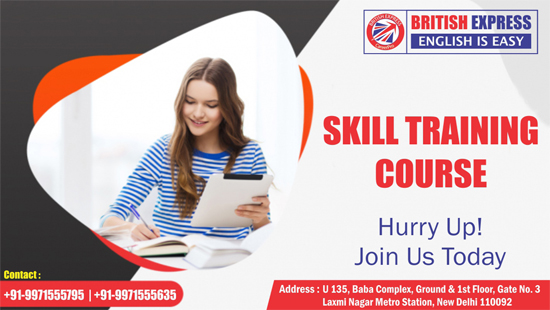 BRITISH EXPRESS
ENGLISH IS EASY
SKILL TRAINING
COURSE
Hurry Up!
Join Us Today
Contact :
+91-9971555795 | +91-9971555635
Address : U 135, Baba Complex, Ground & 1st Floor, Gate No. 3
Laxmi Nagar Metro Station, New Delhi 110092